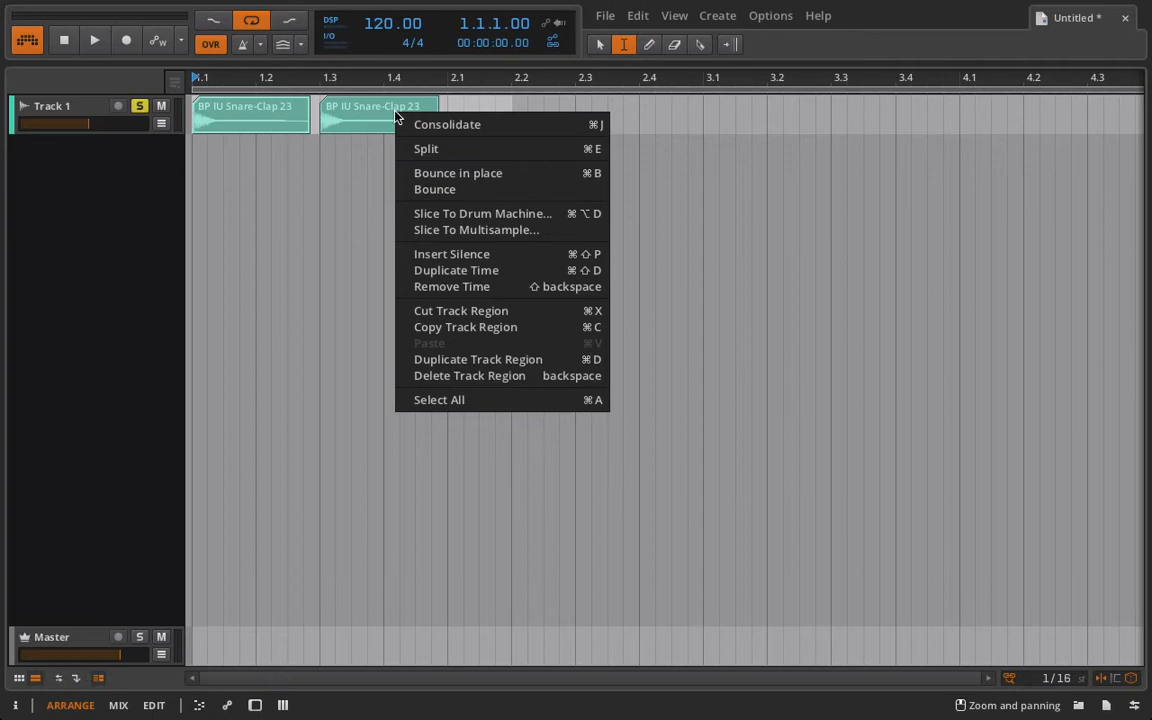 DSP
I/O
120.00
4/4
1.1.1.00
00:00:00.00
File Edit View Create Options Help
Untitled *
OVR
1.2 1.3 1.4 2.1 2.2 2.3 2.4 3.1 3.2 3.3 3.4 4.1 4.2 4.3
Track 1 S M
BP IU Snare-Clap 23 BP IU Snare-Clap 23
Consolidate ⌘J
Split ⌘E
Bounce in place ⌘B
Bounce
Slice To Drum Machine... ⌘⌥D
Slice To Multisample...
Insert Silence ⌘⇧P
Duplicate Time ⌘⇧D
Remove Time ⇧ backspace
Cut Track Region ⌘X
Copy Track Region ⌘C
Paste ⌘V
Duplicate Track Region ⌘D
Delete Track Region backspace
Select All ⌘A
Master S M
1/16 st
i ARRANGE MIX EDIT Zoom and panning